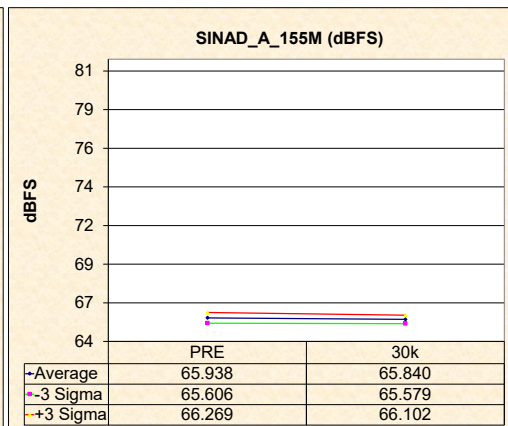 SINAD_A_155M (dBFS)
81
79
76
74
72
69
67
64
dBFS
PRE 30k
Average 65.938 65.840
-3 Sigma 65.606 65.579
+3 Sigma 66.269 66.102